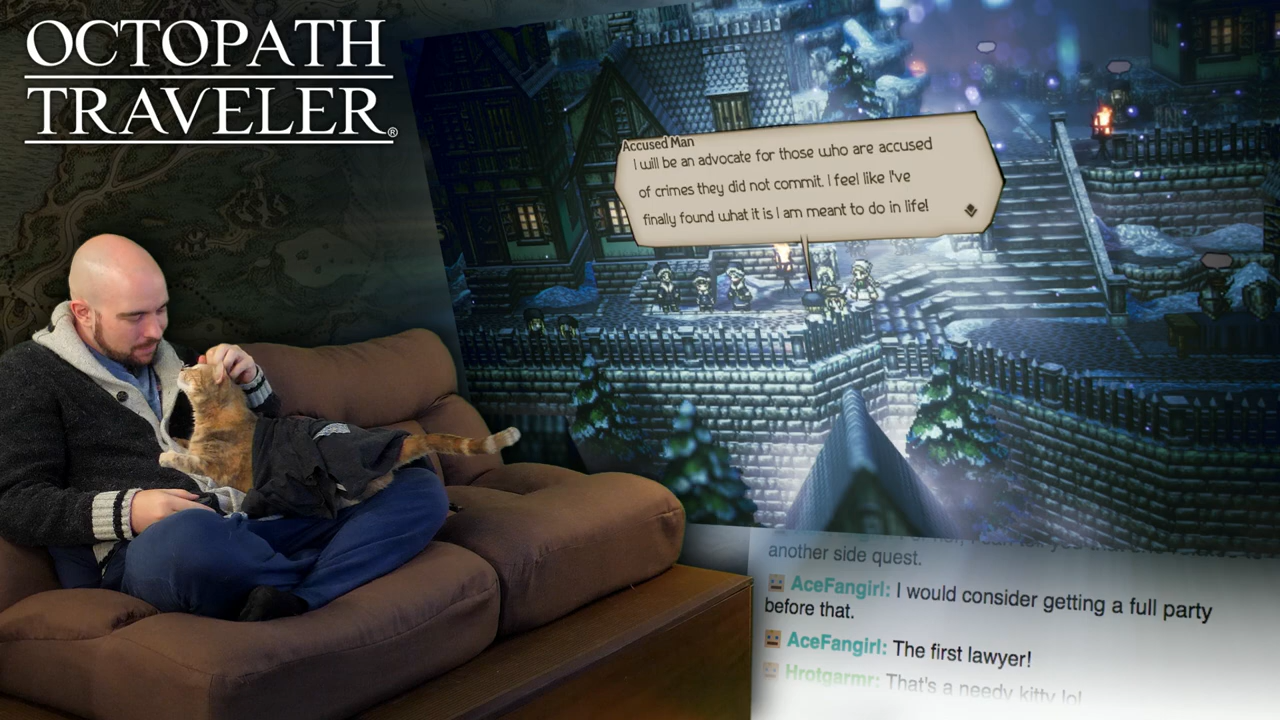 OCTOPATH
TRAVELER®
Accused Man
I will be an advocate for those who are accused
of crimes they did not commit. I feel like I've
finally found what it is I am meant to do in life!
another side quest.
AceFangirl: I would consider getting a full party
before that.
AceFangirl: The first lawyer!
Hrotgarmr: That's a needy kitty lol